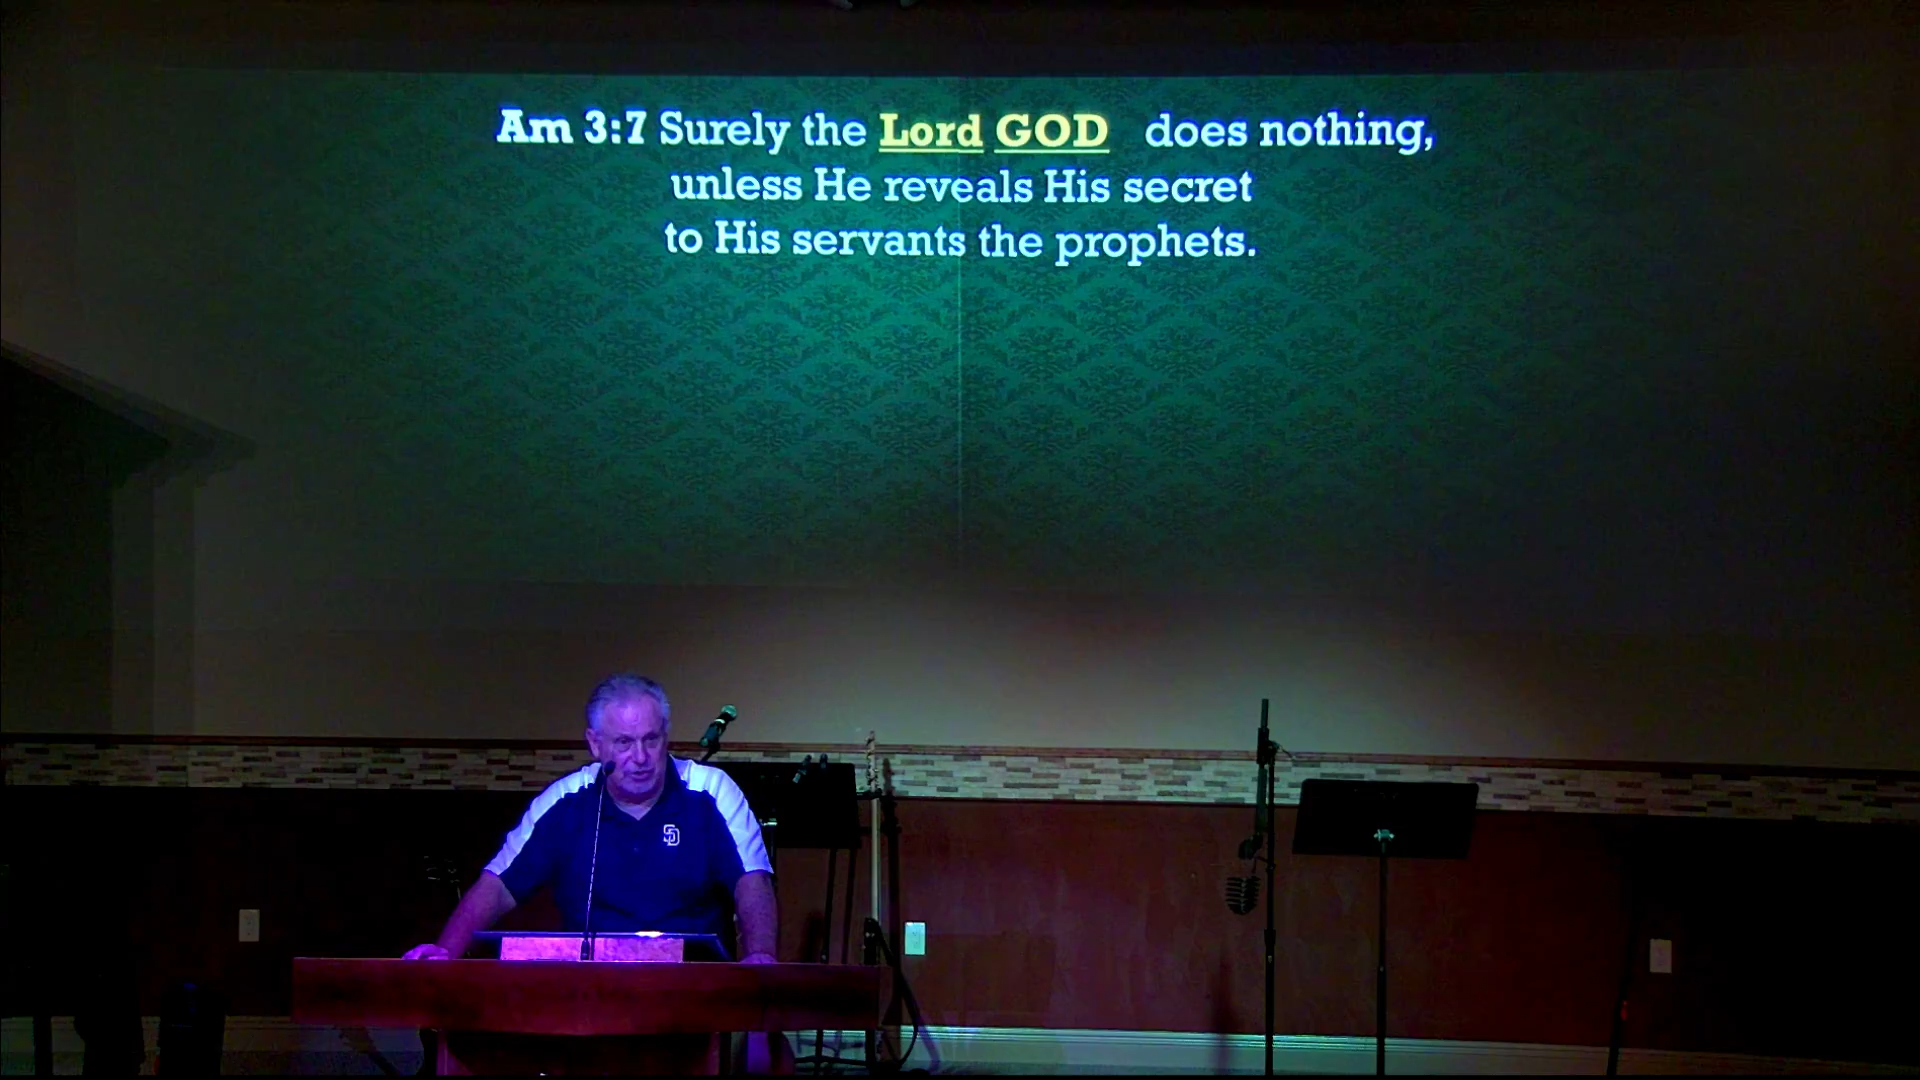 Am 3:7 Surely the Lord GOD does nothing,
unless He reveals His secret
to His servants the prophets.
SD